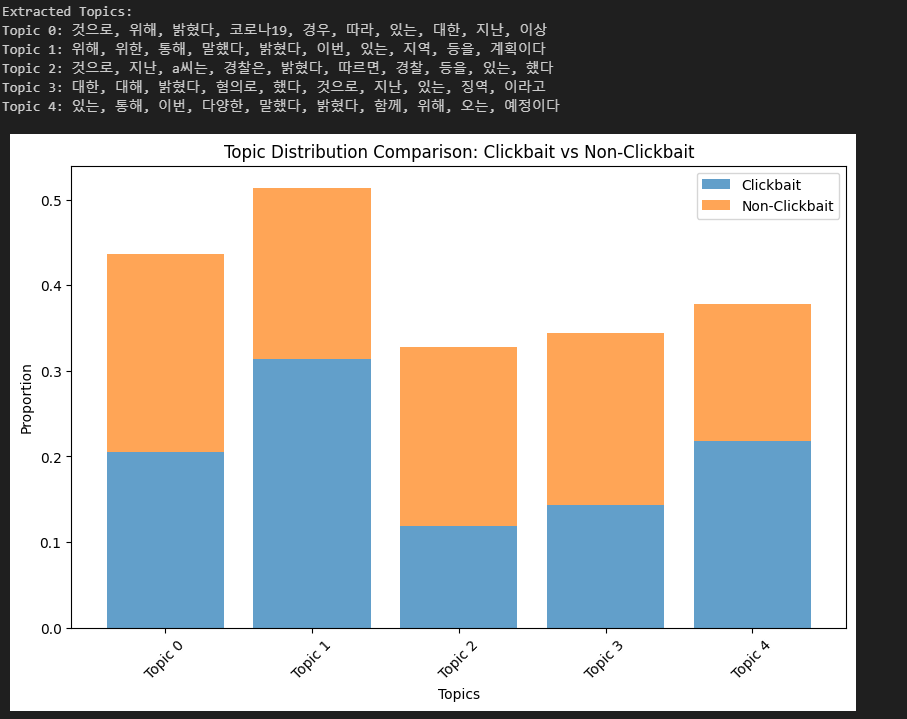 Extracted Topics:
Topic 0: 것으로, 위해, 밝혔다, 코로나19, 경우, 따라, 있는, 대한, 지난, 이상
Topic 1: 위해, 위한, 통해, 말했다, 밝혔다, 이번, 있는, 지역, 등을, 계획이다
Topic 2: 것으로, 지난, a씨는, 경찰은, 밝혔다, 따르면, 경찰, 등을, 있는, 했다
Topic 3: 대한, 대해, 밝혔다, 혐의로, 했다, 것으로, 지난, 있는, 징역, 이라고
Topic 4: 있는, 통해, 이번, 다양한, 말했다, 밝혔다, 함께, 위해, 오는, 예정이다
Topic Distribution Comparison: Clickbait vs Non-Clickbait
Clickbait
Non-Clickbait
Proportion
0.5
0.4
0.3
0.2
0.1
0.0
Topic 0
Topic 1
Topic 2
Topic 3
Topic 4
Topics